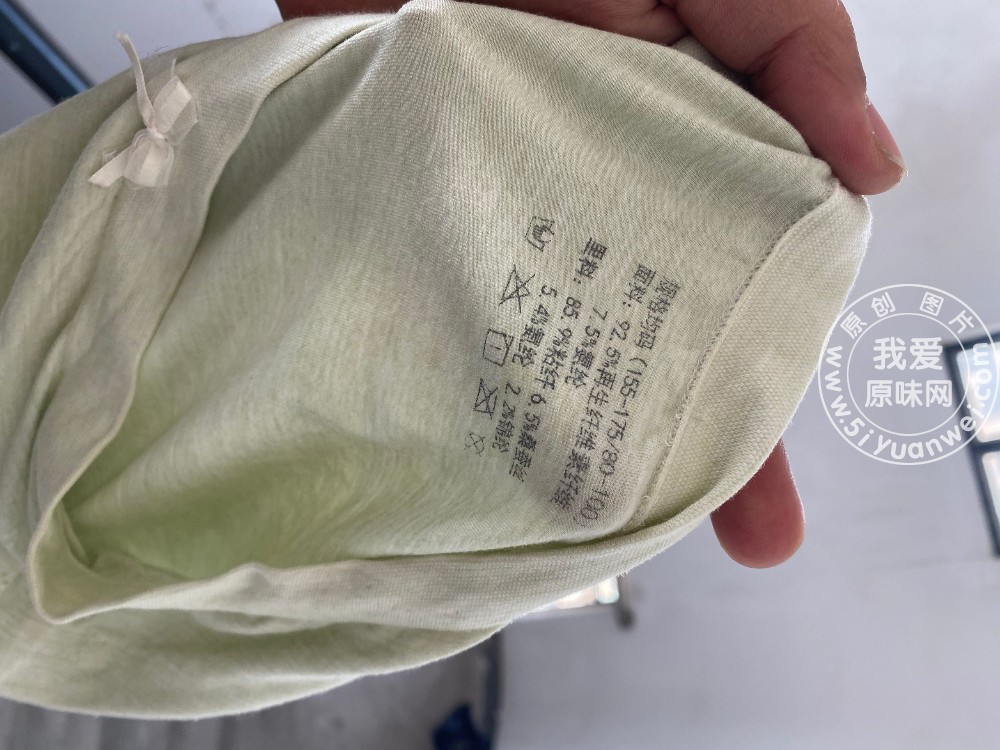 规格均码（155-175/80-100）
面料：92.5%再生纤维素纤维
7.5%氨纶
里料：85.9%粘纤 6.5%桑蚕丝
5.4%氨纶 2.2%锦纶
原创图片
我爱
原味网
www.5iyuanwei